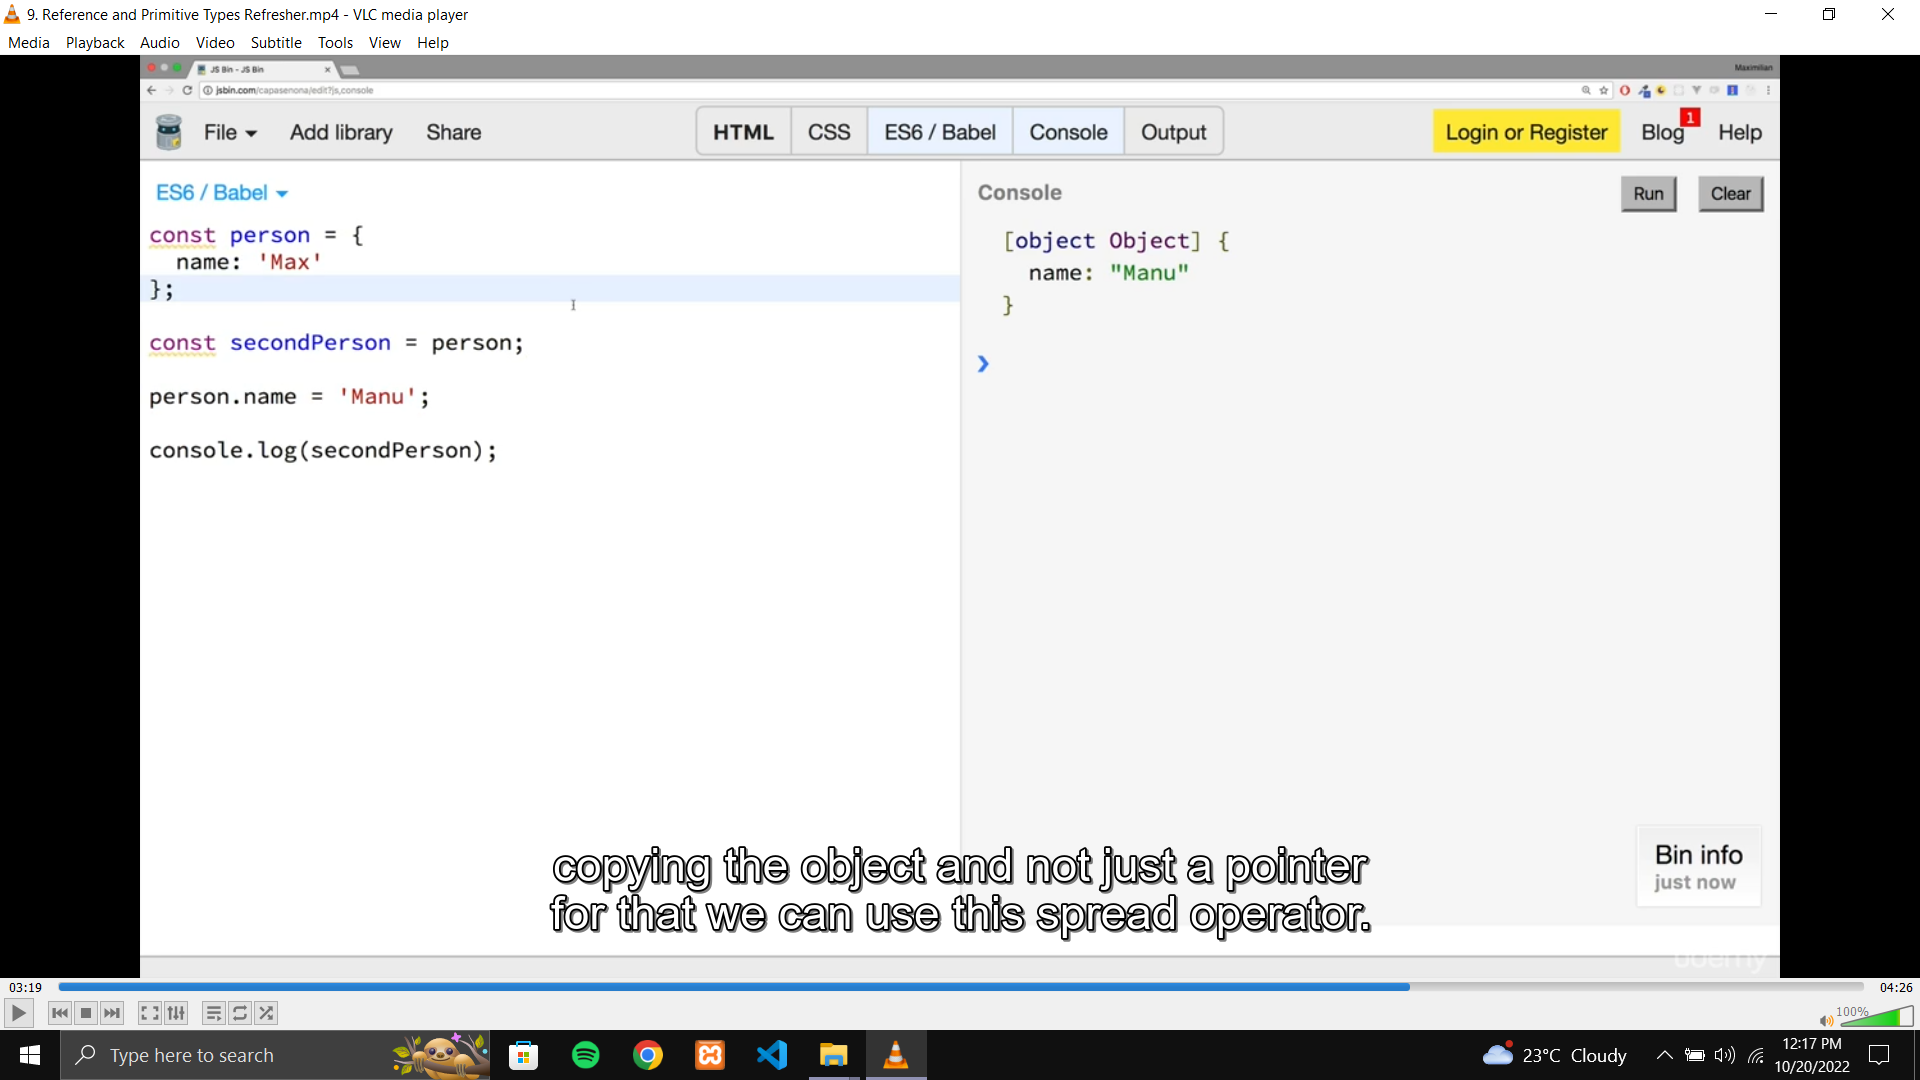 9. Reference and Primitive Types Refresher.mp4 - VLC media player
Media Playback Audio Video Subtitle Tools View Help
JS Bin - JS Bin
Maximilian
jsbin.com/capasenona/edit?js,console
File Add library Share HTML CSS ES6 / Babel Console Output Login or Register Blog 1 Help
ES6 / Babel
const person = {
name: 'Max'
};
const secondPerson = person;
person.name = 'Manu';
console.log(secondPerson);
Console Run Clear
[object Object] {
name: "Manu"
}
Bin info
just now
copying the object and not just a pointer
for that we can use this spread operator.
udemy
03:19 04:26
100%
Type here to search
23°C Cloudy
12:17 PM
10/20/2022